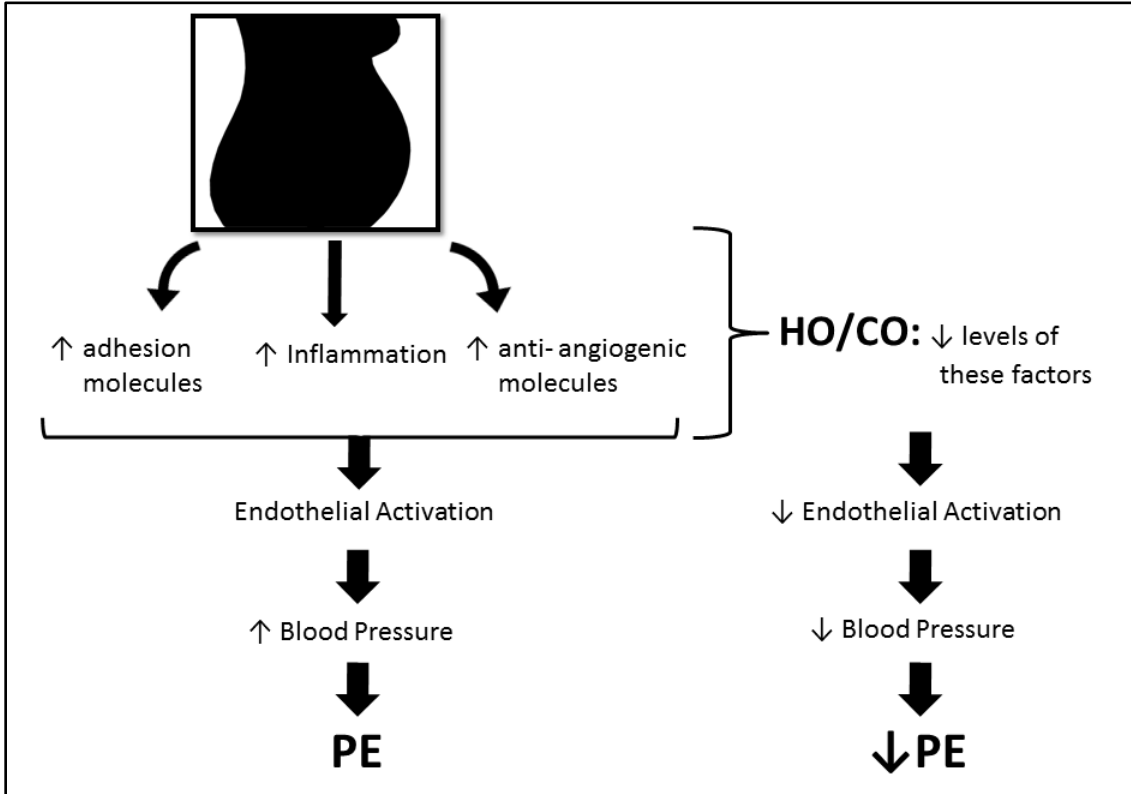 ↑ adhesion
molecules
↑ Inflammation
↑ anti- angiogenic
molecules
HO/CO: ↓ levels of
these factors
Endothelial Activation
↓ Endothelial Activation
↑ Blood Pressure
↓ Blood Pressure
PE
↓PE